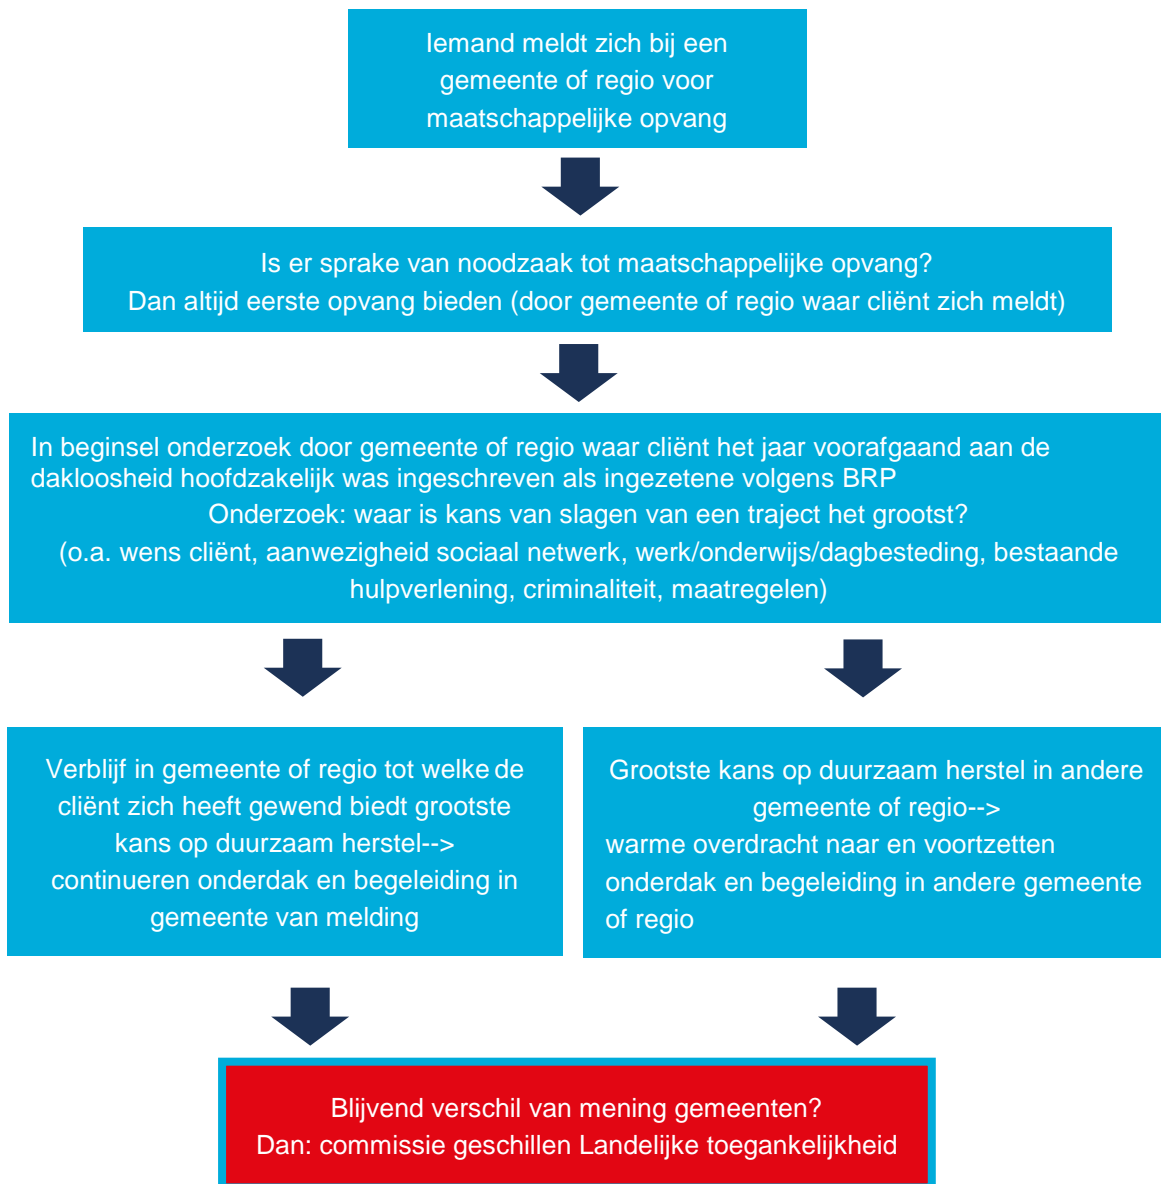 Iemand meldt zich bij een
gemeente of regio voor
maatschappelijke opvang
Is er sprake van noodzaak tot maatschappelijke opvang?
Dan altijd eerste opvang bieden (door gemeente of regio waar cliënt zich meldt)
In beginsel onderzoek door gemeente of regio waar cliënt het jaar voorafgaand aan de
dakloosheid hoofdzakelijk was ingeschreven als ingezetene volgens BRP
Onderzoek: waar is kans van slagen van een traject het grootst?
(o.a. wens cliënt, aanwezigheid sociaal netwerk, werk/onderwijs/dagbesteding, bestaande
hulpverlening, criminaliteit, maatregelen)
Verblijf in gemeente of regio tot welke de
cliënt zich heeft gewend biedt grootste
kans op duurzaam herstel-->
continueren onderdak en begeleiding in
gemeente van melding
Grootste kans op duurzaam herstel in andere
gemeente of regio-->
warme overdracht naar en voortzetten
onderdak en begeleiding in andere gemeente
of regio
Blijvend verschil van mening gemeenten?
Dan: commissie geschillen Landelijke toegankelijkheid